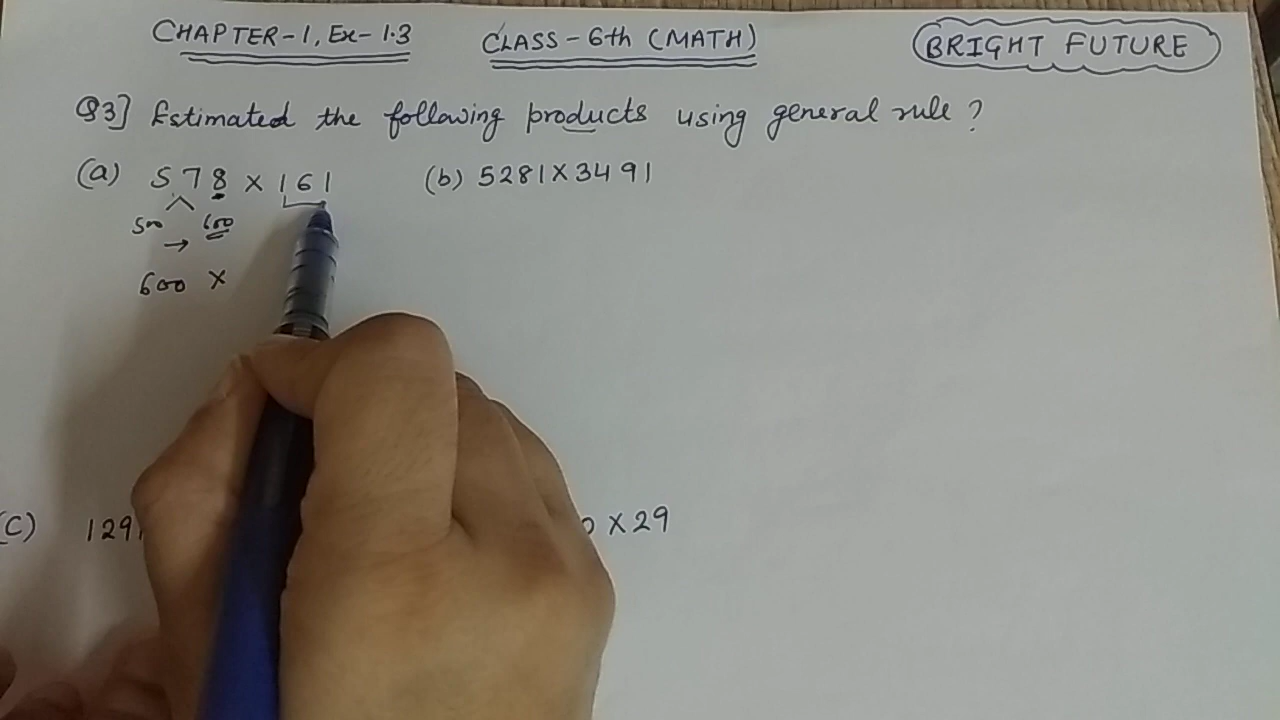 CHAPTER-1, Ex-1.3 CLASS-6th (MATH) BRIGHT FUTURE
Q3] Estimated the following products using general rule?
(a) 578 × 161 (b) 5281 × 3491
500 600
→
600 ×
(C) 129 × 29